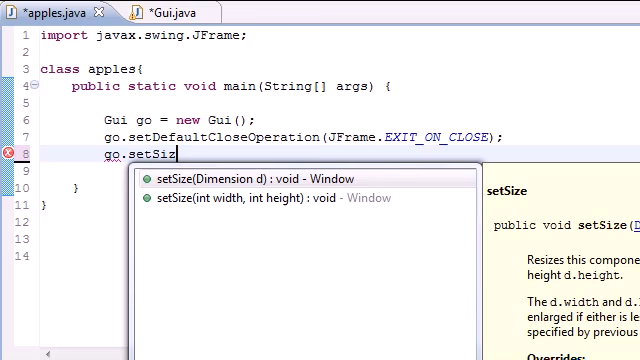 *apples.java
*Gui.java
1 import javax.swing.JFrame;
2
3 class apples{
4 public static void main(String[] args) {
5
6 Gui go = new Gui();
7 go.setDefaultCloseOperation(JFrame.EXIT_ON_CLOSE);
8 go.setSiz
9
10 }
11 }
12
13
14
setSize(Dimension d) : void - Window
setSize(int width, int height) : void - Window
setSize
public void setSize(D
Resizes this compone
height d.height.
The d.width and d.
enlarged if either is le
specified by previous
Overrides: